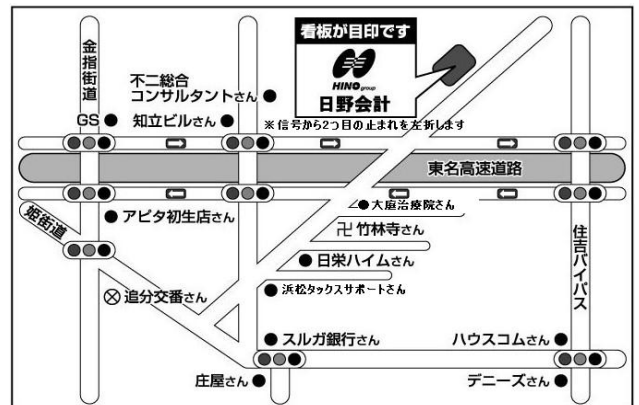 看板が目印です
HINO group
日野会計
金指街道
不二総合
コンサルタントさん
GS
知立ビルさん
※信号から2つ目の止まれを左折します
東名高速道路
アピタ初生店さん
大庭治療院さん
姫街道
卍竹林寺さん
住吉バイパス
日栄ハイムさん
追分交番さん
浜松タックスサポートさん
スルガ銀行さん
ハウスコムさん
庄屋さん
デニーズさん